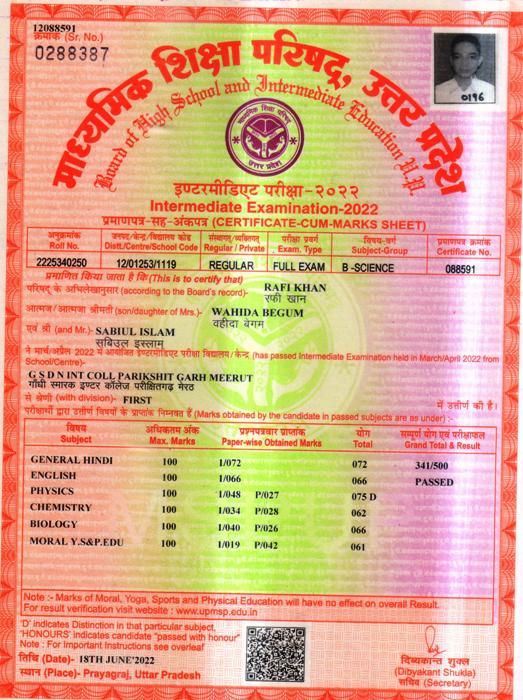 12088591
क्रमांक (Sr. No.)
0288387
माध्यमिक शिक्षा परिषद्, उत्तर प्रदेश
Board of High School and Intermediate Education U.P.
०१९६
माध्यमिक शिक्षा परिषद्
उत्तर प्रदेश
इण्टरमीडिएट परीक्षा-२०२२
Intermediate Examination-2022
प्रमाणपत्र-सह-अंकपत्र (CERTIFICATE-CUM-MARKS SHEET)
अनुक्रमांक जनपद/केन्द्र/विद्यालय कोड संस्थागत/व्यक्तिगत परीक्षा प्रवर्ग विषय-वर्ग प्रमाणपत्र क्रमांक
Roll No. Distt./Centre/School Code Regular / Private Exam. Type Subject-Group Certificate No.
2225340250 12/01253/1119 REGULAR FULL EXAM B -SCIENCE 088591
प्रमाणित किया जाता है कि (This is to certify that)
परिषद् के अभिलेखानुसार (according to the Board's record)- RAFI KHAN
रफी खान
आत्मज / आत्मजा श्रीमती (son/daughter of Mrs.)- WAHIDA BEGUM
वहीदा बेगम
एवं श्री (and Mr.)- SABIUL ISLAM
सबिउल इस्लाम
ने मार्च/अप्रैल 2022 में आयोजित इण्टरमीडिएट परीक्षा विद्यालय/केन्द्र (has passed Intermediate Examination held in March/April 2022 from
School/Centre)-
G S D N INT COLL PARIKSHIT GARH MEERUT
गाँधी स्मारक इण्टर कॉलेज परीक्षितगढ़ मेरठ
से श्रेणी (with division)- FIRST में उत्तीर्ण की है।
परीक्षार्थी द्वारा उत्तीर्ण विषयों के प्राप्तांक निम्नवत हैं (Marks obtained by the candidate in passed subjects are as under) :-
विषय अधिकतम अंक प्रश्नपत्रवार प्राप्तांक योग सम्पूर्ण योग एवं परीक्षाफल
Subject Max. Marks Paper-wise Obtained Marks Total Grand Total & Result
GENERAL HINDI 100 1/072 072 341/500
ENGLISH 100 1/066 066 PASSED
PHYSICS 100 1/048 P/027 075 D
CHEMISTRY 100 1/034 P/028 062
BIOLOGY 100 1/040 P/026 066
MORAL Y.S&P.EDU 100 1/019 P/042 061
Note :- Marks of Moral, Yoga, Sports and Physical Education will have no effect on overall Result.
For result verification visit website : www.upmsp.edu.in
'D' indicates Distinction in that particular subject.
'HONOURS' indicates candidate "passed with honour"
Note : For Important Instructions see overleaf
तिथि (Date)- 18TH JUNE'2022
स्थान (Place)- Prayagraj, Uttar Pradesh
दिब्यकान्त शुक्ल
(Dibyakant Shukla)
सचिव (Secretary)